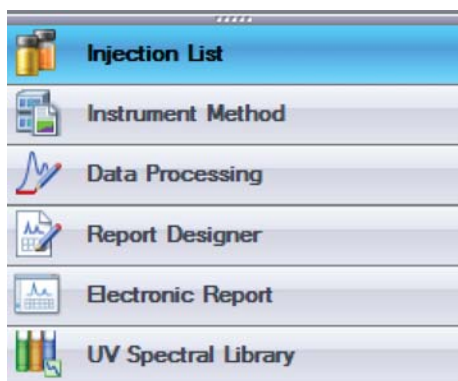 Injection List
Instrument Method
Data Processing
Report Designer
Electronic Report
UV Spectral Library